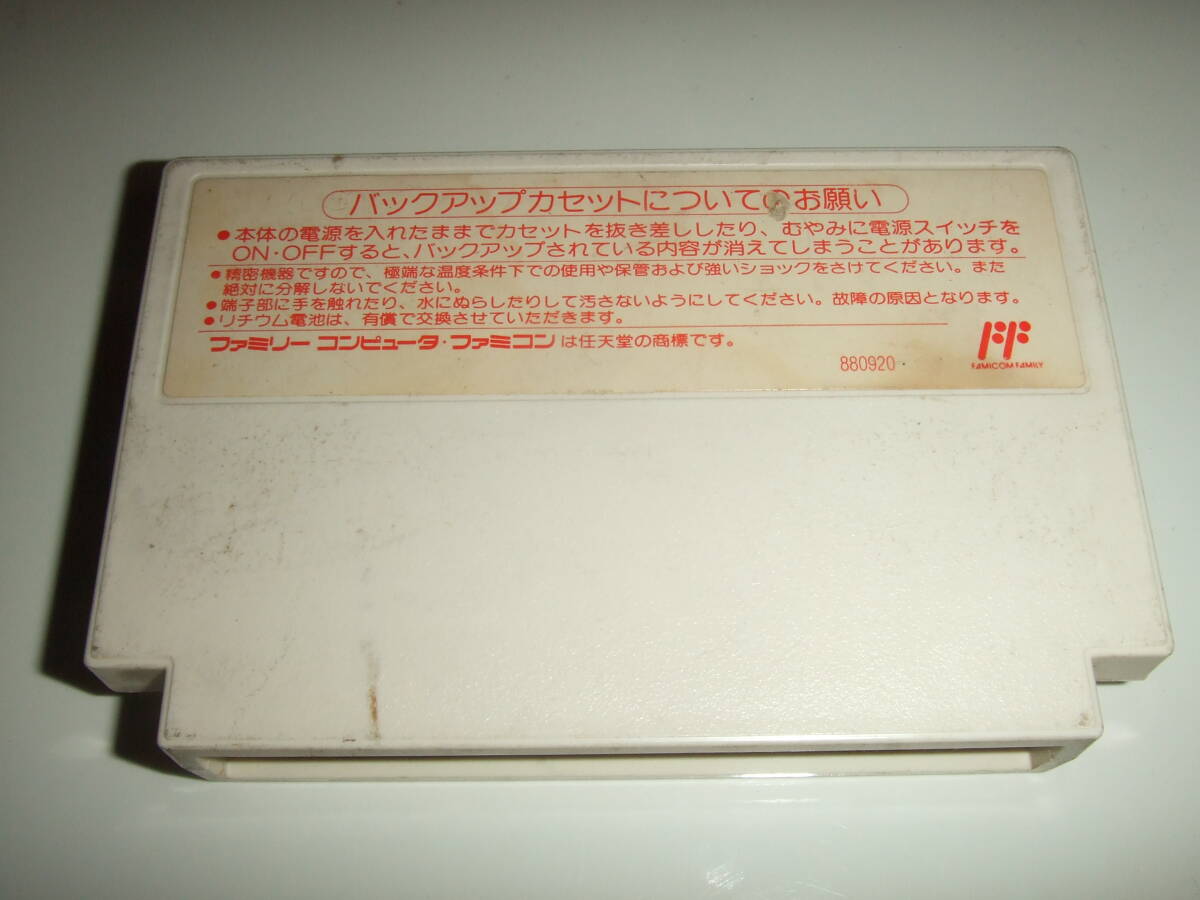 バックアップカセットについてのお願い
●本体の電源を入れたままでカセットを抜き差ししたり、むやみに電源スイッチを
ON・OFFすると、バックアップされている内容が消えてしまうことがあります。
●精密機器ですので、極端な温度条件下での使用や保管および強いショックをさけてください。また
絶対に分解しないでください。
●端子部に手を触れたり、水にぬらしたりして汚さないようにしてください。故障の原因となります。
●リチウム電池は、有償で交換させていただきます。
ファミリー コンピュータ・ファミコン は任天堂の商標です。
880920
FAMICOM FAMILY